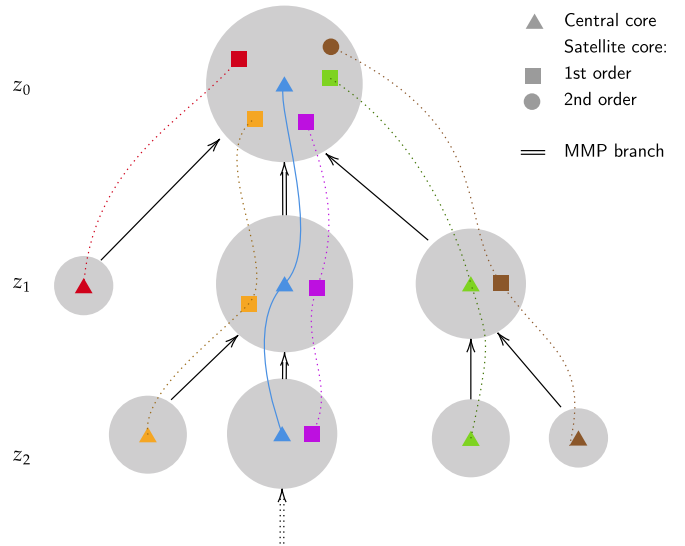 Central core
Satellite core:
1st order
2nd order
MMP branch
z₀
z₁
z₂